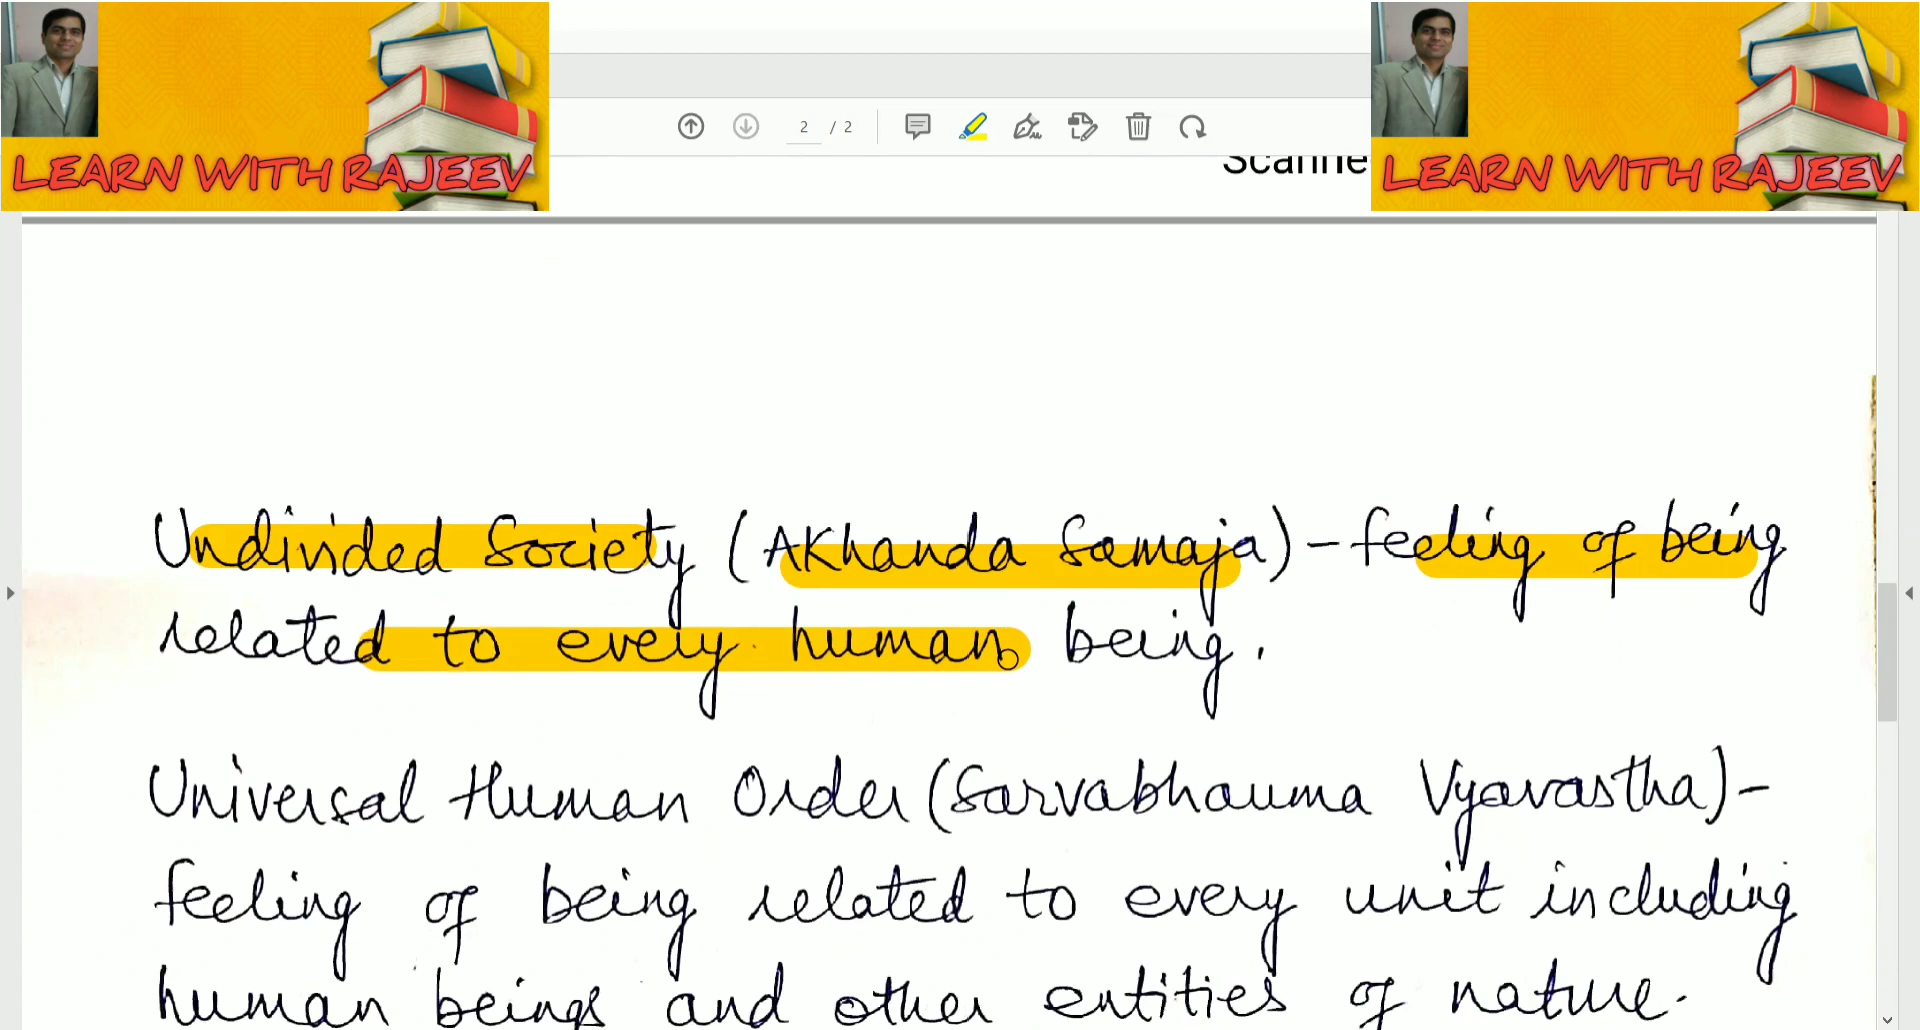 LEARN WITH RAJEEV
2 / 2
LEARN WITH RAJEEV
Undivided Society (AKhanda Samaja) - feeling of being
related to every human being.
Universal Human Order (Sarvabhauma Vyavastha) -
feeling of being related to every unit including
human beings and other entities of nature.